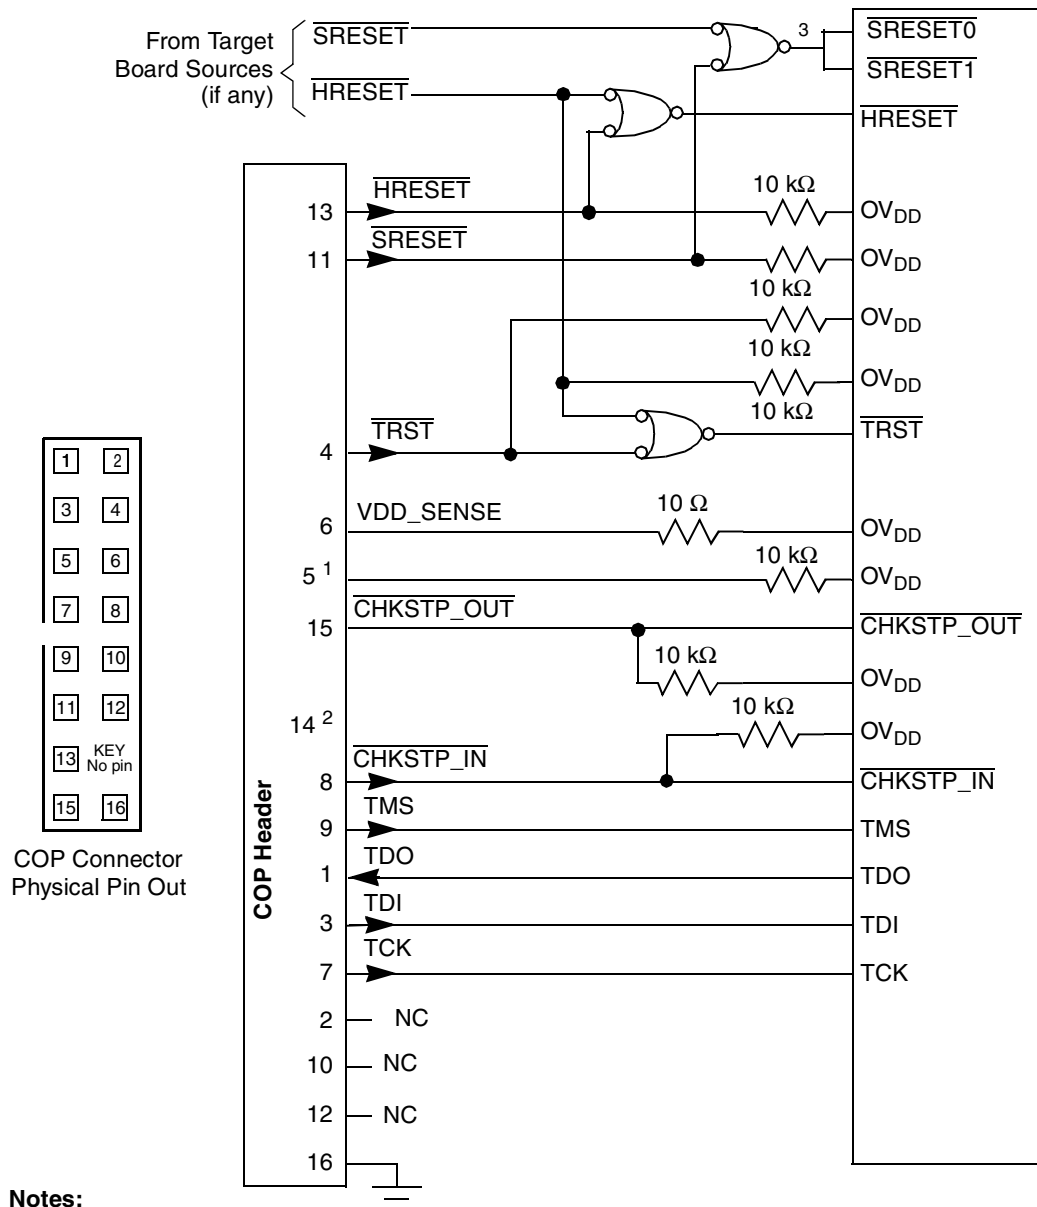 From Target
Board Sources
(if any)
SRESET
HRESET
3
SRESET0
SRESET1
HRESET
13
HRESET
10 kΩ
OVDD
11
SRESET
10 kΩ
OVDD
10 kΩ
OVDD
10 kΩ
OVDD
4
TRST
TRST
6
VDD_SENSE
10 Ω
OVDD
5 1
10 kΩ
OVDD
15
CHKSTP_OUT
CHKSTP_OUT
10 kΩ
OVDD
14 2
10 kΩ
OVDD
8
CHKSTP_IN
CHKSTP_IN
9
TMS
TMS
1
TDO
TDO
3
TDI
TDI
7
TCK
TCK
2
NC
10
NC
12
NC
16
COP Header
1 2
3 4
5 6
7 8
9 10
11 12
13 KEY
No pin
15 16
COP Connector
Physical Pin Out
Notes: